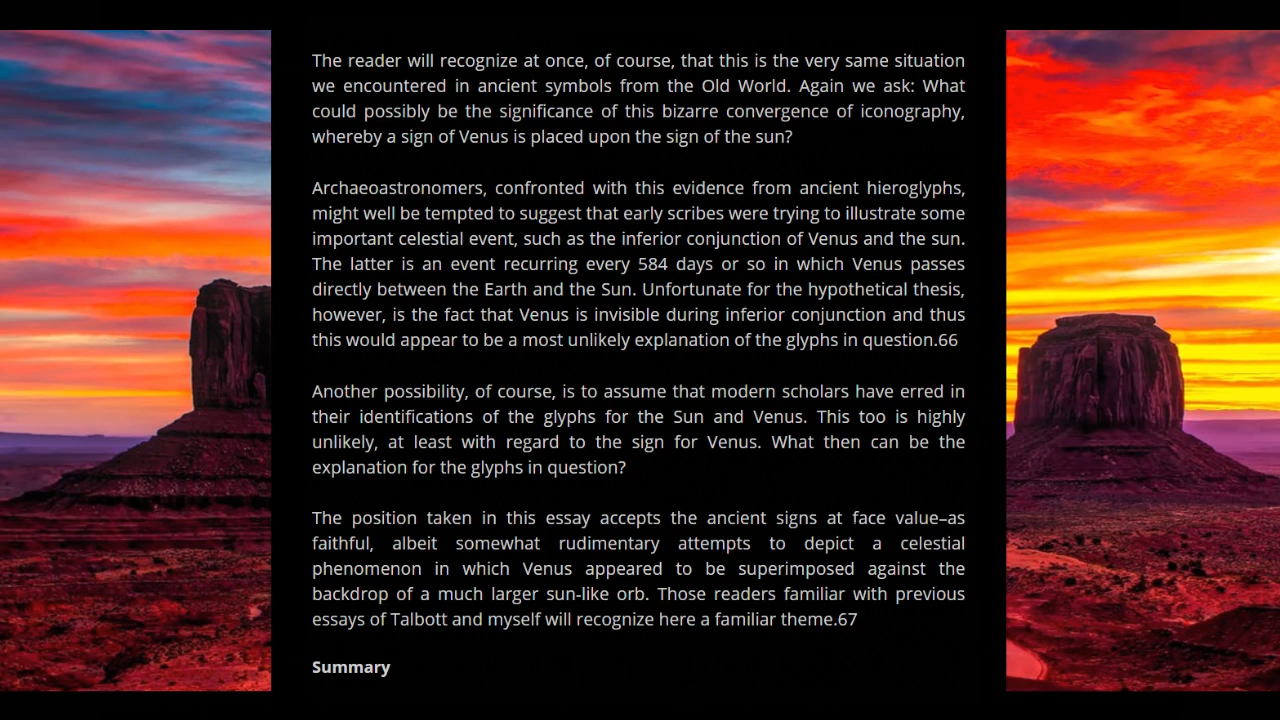 The reader will recognize at once, of course, that this is the very same situation
we encountered in ancient symbols from the Old World. Again we ask: What
could possibly be the significance of this bizarre convergence of iconography,
whereby a sign of Venus is placed upon the sign of the sun?
Archaeoastronomers, confronted with this evidence from ancient hieroglyphs,
might well be tempted to suggest that early scribes were trying to illustrate some
important celestial event, such as the inferior conjunction of Venus and the sun.
The latter is an event recurring every 584 days or so in which Venus passes
directly between the Earth and the Sun. Unfortunate for the hypothetical thesis,
however, is the fact that Venus is invisible during inferior conjunction and thus
this would appear to be a most unlikely explanation of the glyphs in question.66
Another possibility, of course, is to assume that modern scholars have erred in
their identifications of the glyphs for the Sun and Venus. This too is highly
unlikely, at least with regard to the sign for Venus. What then can be the
explanation for the glyphs in question?
The position taken in this essay accepts the ancient signs at face value–as
faithful, albeit somewhat rudimentary attempts to depict a celestial
phenomenon in which Venus appeared to be superimposed against the
backdrop of a much larger sun-like orb. Those readers familiar with previous
essays of Talbott and myself will recognize here a familiar theme.67
Summary